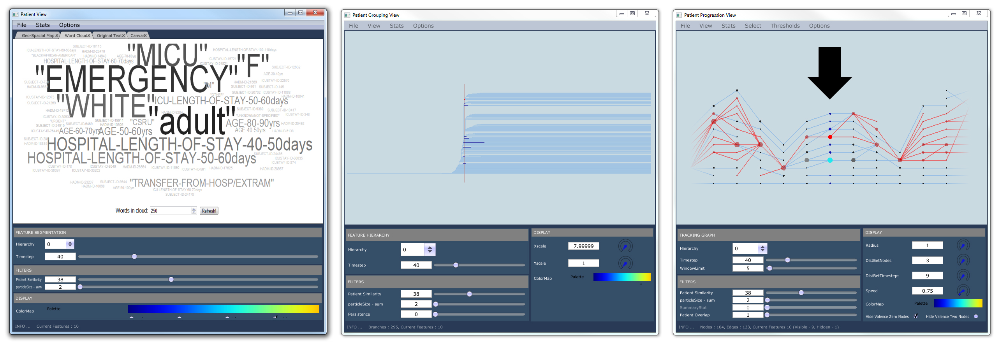 Patient View
File Stats Options
Geo-Spacial Map Word Cloud Original Text Canvas
SUBJECT-ID-18115
ICU-LENGTH-OF-STAY-60-60days HADM-ID-23470 "MICU" HOSPITAL-LENGTH-OF-STAY-100-110days
"BLACK/AFRICAN-AMERICAN" HADM-ID-14940 AGE-70-80yrs
HOSPITAL-LENGTH-OF-STAY-60-70days ICUSTAY-ID-15721 "F"
ICUSTAY-ID-24821
"EMERGENCY" SUBJECT-ID-12632
AGE-30-40yrs
SUBJECT-ID-720 HADM-ID-21569 ICUSTAY-ID-22570
"M" SUBJECT-ID-801 SUBJECT-ID-145
"OTHER" SUBJECT-ID-26702 ICUSTAY-ID-11888
ICUSTAY-ID-12973 "WHITE" ICU-LENGTH-OF-STAY-50-60days HADM-ID-10841
SUBJECT-ID-21269
HADM-ID-19712 HADM-ID-9284 "adult" SUBJECT-ID-9380 SUBJECT-ID-10417
ICUSTAY-ID-30937 "UNKNOWN/NOT-SPECIFIED" ICUSTAY-ID-348
"URGENT" SUBJECT-ID-19911 "CSRU"
SUBJECT-ID-24915 SUBJECT-ID-6469 HADM-ID-13606 AGE-80-90yrs HADM-ID-20492
ICUSTAY-ID-26449 AGE-60-70yrs AGE-50-60yrs AGE-40-50yrs HADM-ID-5138
HADM-ID-18885 HOSPITAL-LENGTH-OF-STAY-40-50days
HOSPITAL-LENGTH-OF-STAY-50-60days SUBJECT-ID-24486
ICUSTAY-ID-30035
ICUSTAY-ID-874
ICUSTAY-ID-178 ICUSTAY-ID-8040 HADM-ID-26564 ICUSTAY-ID-11690 ICUSTAY-ID-981 HADM-ID-17625 HADM-ID-28957
ICUSTAY-ID-30397 ICUSTAY-ID-33202
HADM-ID-23207 SUBJECT-ID-9544 "TRANSFER-FROM-HOSP/EXTRAM"
HADM-ID-10098 AGE-90-100yrs
ICU-LENGTH-OF-STAY-60-70days
SUBJECT-ID-24178
Words in cloud: 250 Refresh!
FEATURE SEGMENTATION
Hierarchy 0
Timestep 40
FILTERS
Patient Similarity 38
particleSize - sum 2
DISPLAY
ColorMap Palette
INFO ... Current Features : 10
Patient Grouping View
File View Stats Options
FEATURE HIERARCHY
Hierarchy 0
Timestep 40
FILTERS
Patient Similarity 38
particleSize - sum 2
Persistence 0
DISPLAY
Xscale 7.99999
Yscale 1
ColorMap Palette
INFO ... Branches : 295, Current Features : 10
Patient Progression View
File View Stats Select Thresholds Options
TRACKING GRAPH
Hierarchy 0
Timestep 40
WindowLimit 5
FILTERS
Patient Similarity 38
particleSize - sum 2
SummaryStat 0
Patient Overlap 1
DISPLAY
Radius 1
DistBetNodes 3
DistBetTimesteps 9
Speed 0.75
ColorMap Palette
Hide Valence Zero Nodes Hide Valence Two Nodes
INFO ... Nodes : 104, Edges : 133, Current Features 10 (Visible - 9, Hidden - 1)